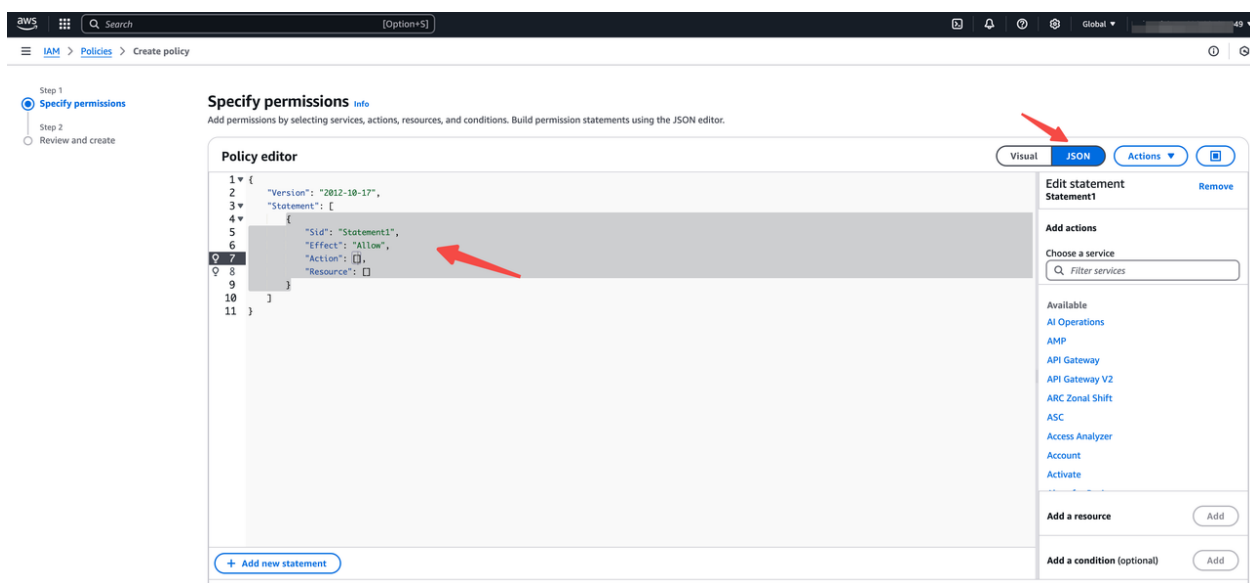 aws
Search [Option+S]
Global ▼
49
IAM > Policies > Create policy
Step 1
Specify permissions
Step 2
Review and create
Specify permissions Info
Add permissions by selecting services, actions, resources, and conditions. Build permission statements using the JSON editor.
Policy editor
Visual
JSON
Actions ▼
1▼ {
2 "Version": "2012-10-17",
3▼ "Statement": [
4▼ {
5 "Sid": "Statement1",
6 "Effect": "Allow",
7 "Action": [],
8 "Resource": []
9 }
10 ]
11 }
+ Add new statement
Edit statement
Remove
Statement1
Add actions
Choose a service
Filter services
Available
AI Operations
AMP
API Gateway
API Gateway V2
ARC Zonal Shift
ASC
Access Analyzer
Account
Activate
Add a resource
Add
Add a condition (optional)
Add